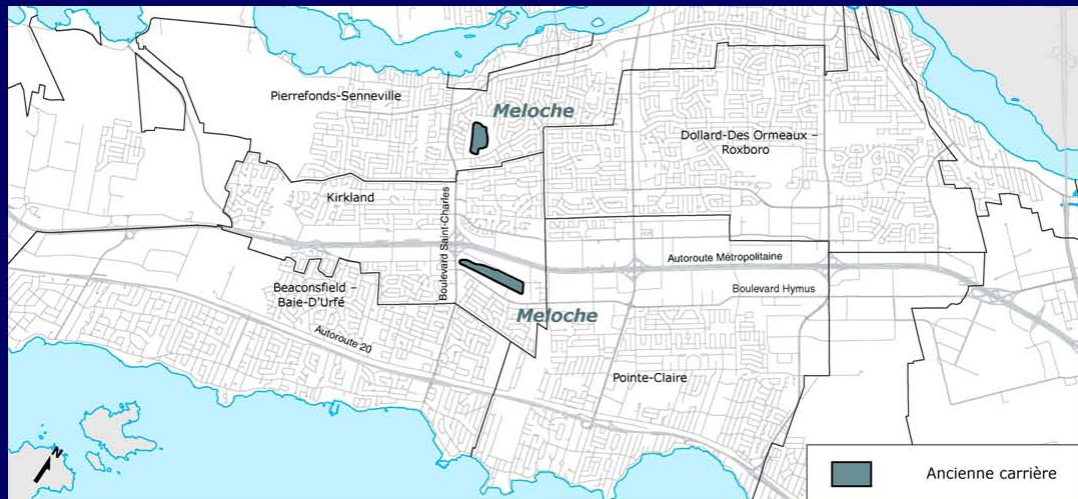 Pierrefonds-Senneville
Meloche
Dollard-Des Ormeaux –
Roxboro
Kirkland
Boulevard Saint-Charles
Autoroute Métropolitaine
Beaconsfield –
Baie-D'Urfé
Boulevard Hymus
Meloche
Autoroute 20
Pointe-Claire
N
Ancienne carrière